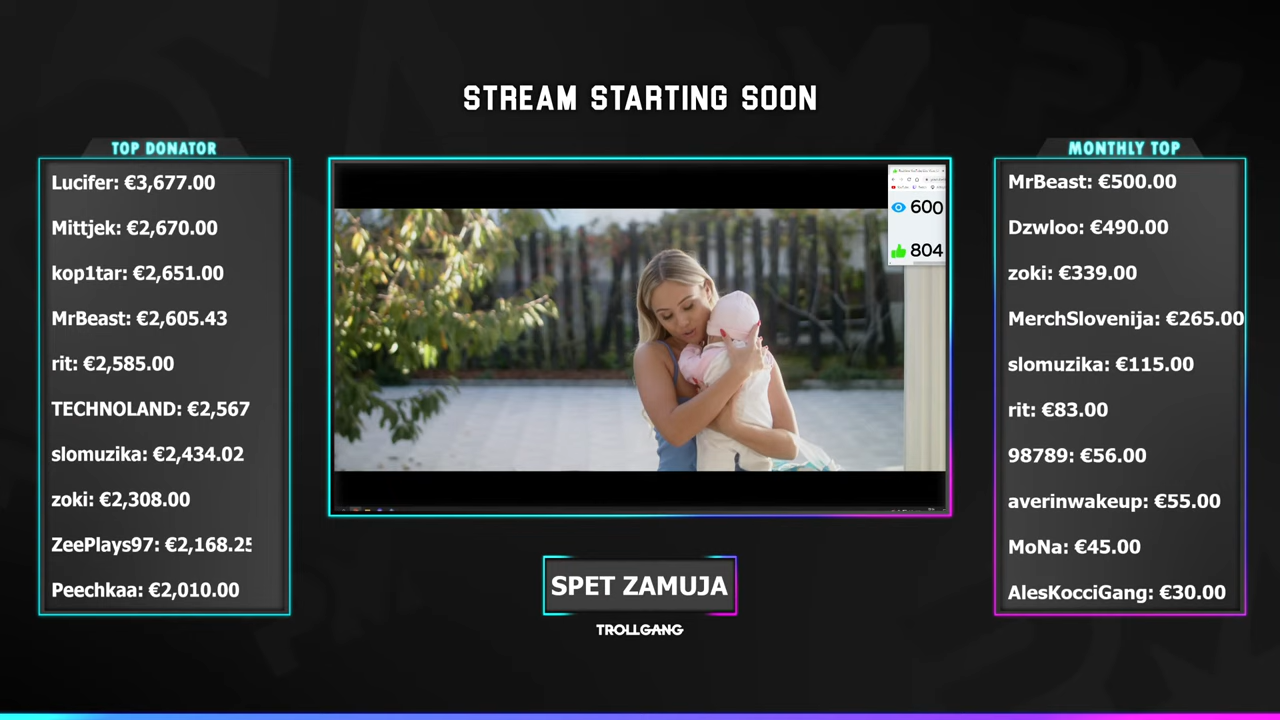 STREAM STARTING SOON
TOP DONATOR
Lucifer: €3,677.00
Mittjek: €2,670.00
kop1tar: €2,651.00
MrBeast: €2,605.43
rit: €2,585.00
TECHNOLAND: €2,567
slomuzika: €2,434.02
zoki: €2,308.00
ZeePlays97: €2,168.25
Peechkaa: €2,010.00
600
804
SPET ZAMUJA
TROLLGANG
MONTHLY TOP
MrBeast: €500.00
Dzwloo: €490.00
zoki: €339.00
MerchSlovenija: €265.00
slomuzika: €115.00
rit: €83.00
98789: €56.00
averinwakeup: €55.00
MoNa: €45.00
AlesKocciGang: €30.00